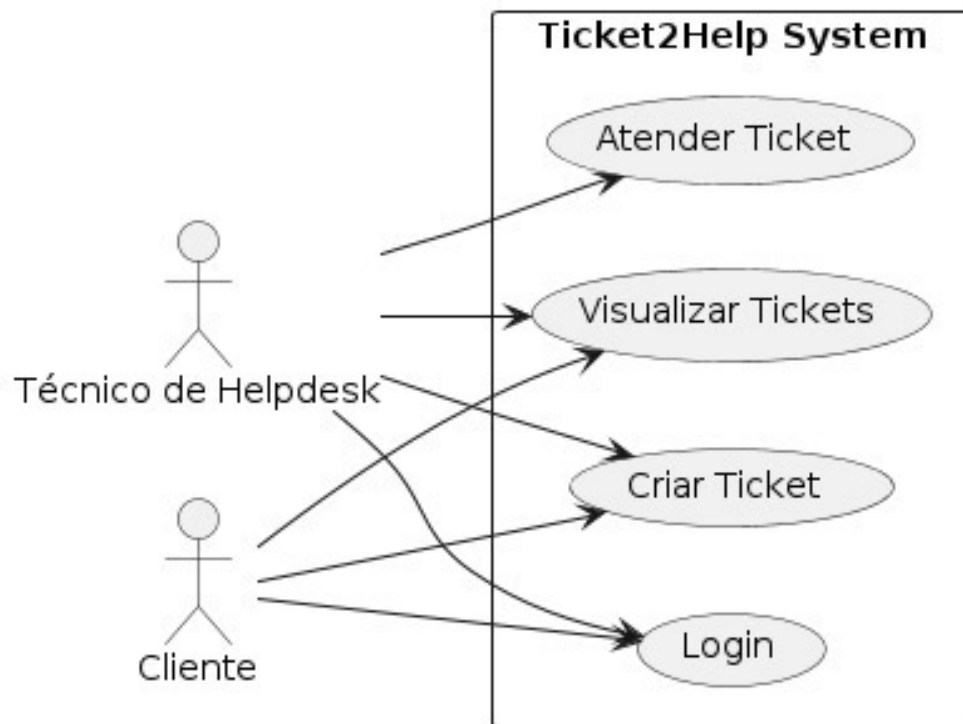 Ticket2Help System
Atender Ticket
Visualizar Tickets
Técnico de Helpdesk
Criar Ticket
Login
Cliente